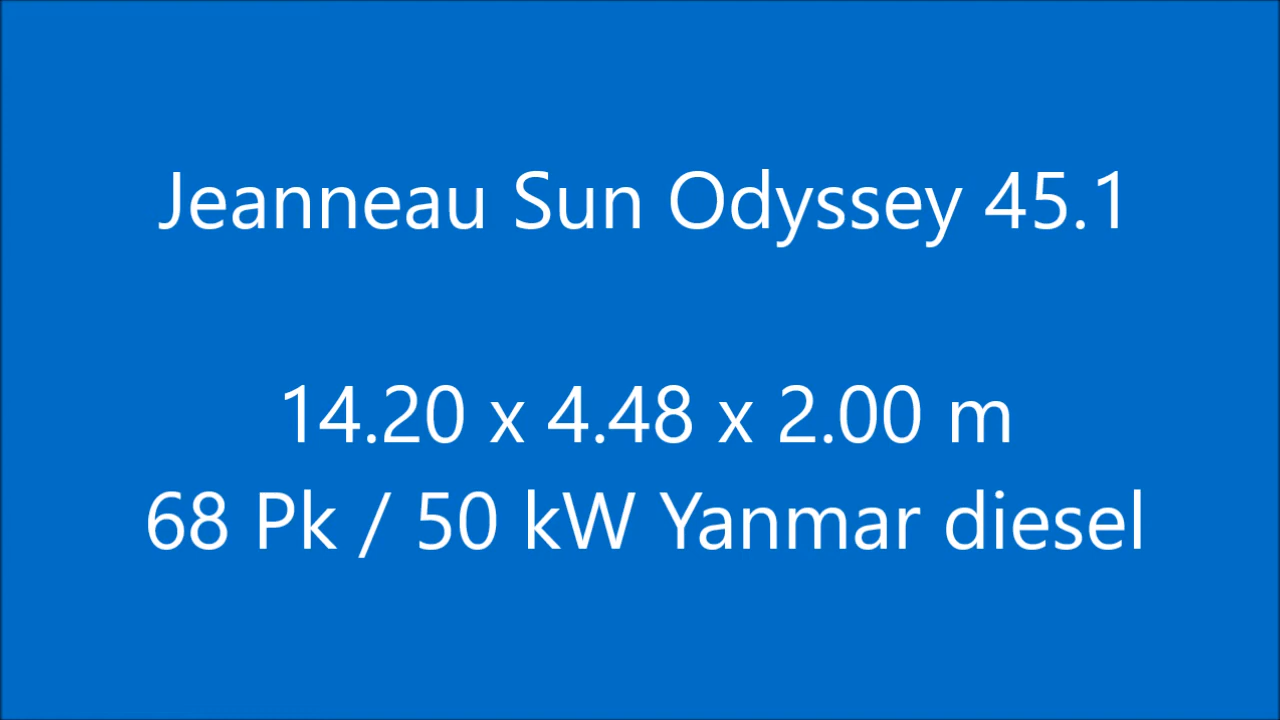 Jeanneau Sun Odyssey 45.1
14.20 x 4.48 x 2.00 m
68 Pk / 50 kW Yanmar diesel